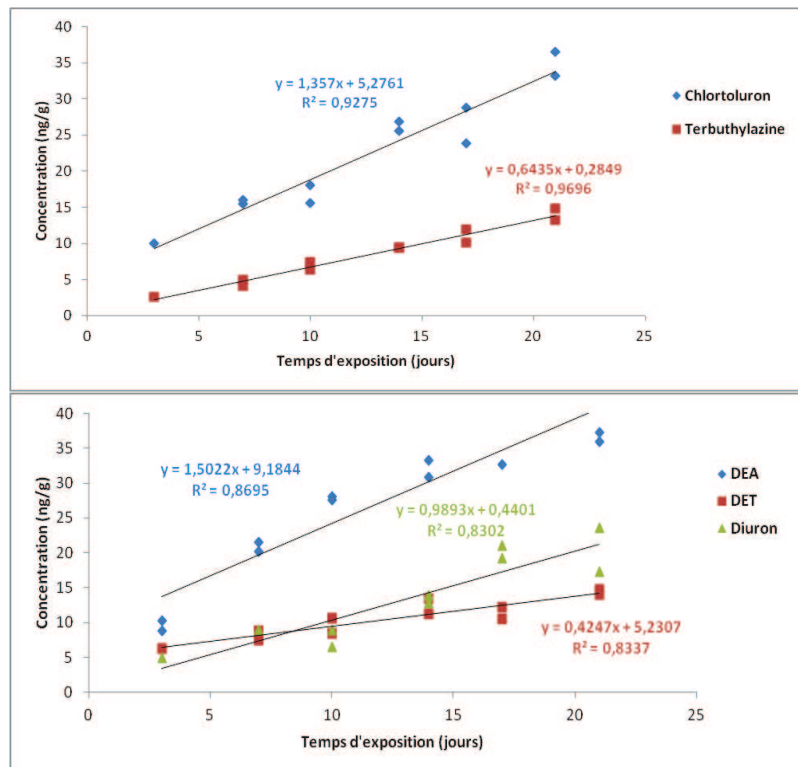 40
35
30
25
20
15
10
5
0
Concentration (ng/g)
y = 1,357x + 5,2761
R² = 0,9275
y = 0,6435x + 0,2849
R² = 0,9696
Chlortoluron
Terbuthylazine
0 5 10 15 20 25
Temps d'exposition (jours)
40
35
30
25
20
15
10
5
0
Concentration (ng/g)
y = 1,5022x + 9,1844
R² = 0,8695
y = 0,9893x + 0,4401
R² = 0,8302
y = 0,4247x + 5,2307
R² = 0,8337
DEA
DET
Diuron
0 5 10 15 20 25
Temps d'exposition (jours)